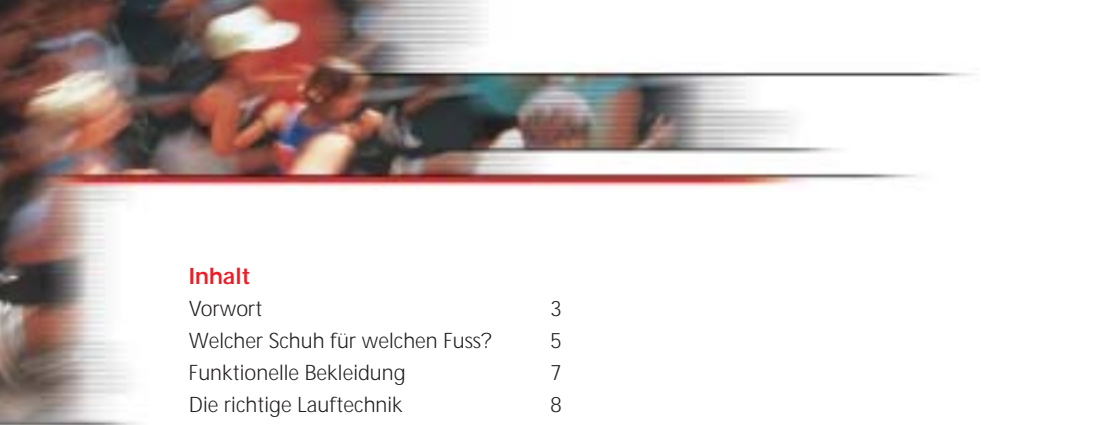 Inhalt
Vorwort 3
Welcher Schuh für welchen Fuss? 5
Funktionelle Bekleidung 7
Die richtige Lauftechnik 8